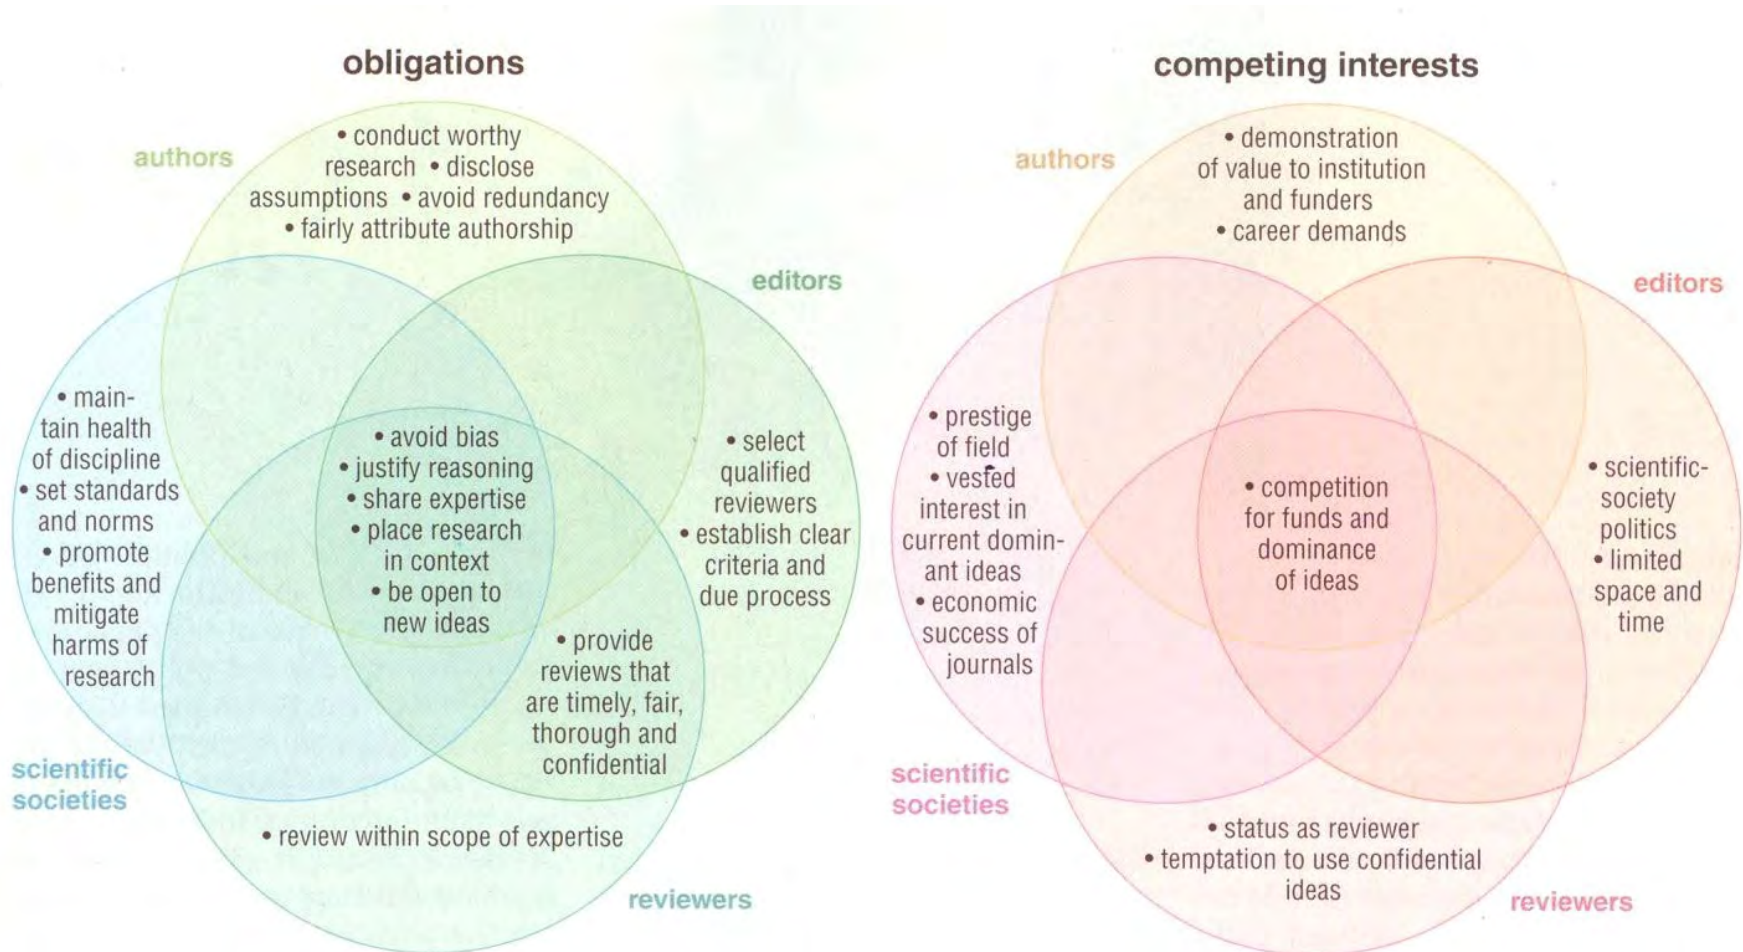 obligations
authors
• conduct worthy
research • disclose
assumptions • avoid redundancy
• fairly attribute authorship
editors
• main-
tain health
of discipline
• set standards
and norms
• promote
benefits and
mitigate
harms of
research
• avoid bias
• justify reasoning
• share expertise
• place research
in context
• be open to
new ideas
• select
qualified
reviewers
• establish clear
criteria and
due process
• provide
reviews that
are timely, fair,
thorough and
confidential
scientific
societies
• review within scope of expertise
reviewers
competing interests
authors
• demonstration
of value to institution
and funders
• career demands
editors
• prestige
of field
• vested
interest in
current domin-
ant ideas
• economic
success of
journals
• competition
for funds and
dominance
of ideas
• scientific-
society
politics
• limited
space and
time
scientific
societies
• status as reviewer
• temptation to use confidential
ideas
reviewers